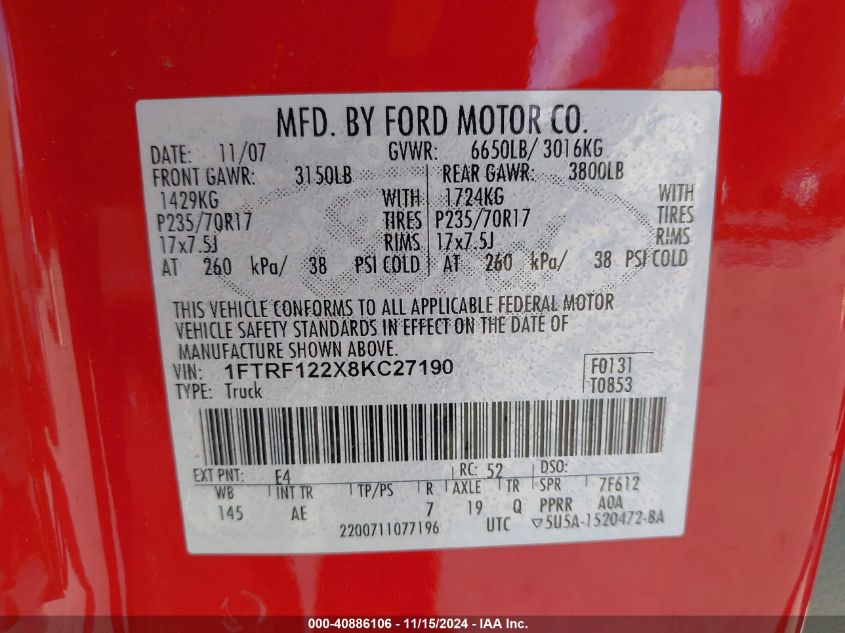 MFD. BY FORD MOTOR CO.
DATE: 11/07 GVWR: 6650LB/ 3016KG
FRONT GAWR: 3150LB REAR GAWR: 3800LB
1429KG WITH 1724KG WITH
P235/70R17 TIRES P235/70R17 TIRES
17x7.5J RIMS 17x7.5J RIMS
AT 260 kPa/ 38 PSI COLD AT 260 kPa/ 38 PSI COLD
THIS VEHICLE CONFORMS TO ALL APPLICABLE FEDERAL MOTOR
VEHICLE SAFETY STANDARDS IN EFFECT ON THE DATE OF
MANUFACTURE SHOWN ABOVE.
VIN: 1FTRF122X8KC27190 F0131
TYPE: Truck T0853
EXT PNT: E4 RC: 52 DSO:
WB INT TR TP/PS R AXLE TR SPR 7F612
145 AE 7 19 Q PPRR AOA
2200711077196 UTC ▽5U5A-1520472-BA
000-40886106 - 11/15/2024 - IAA Inc.